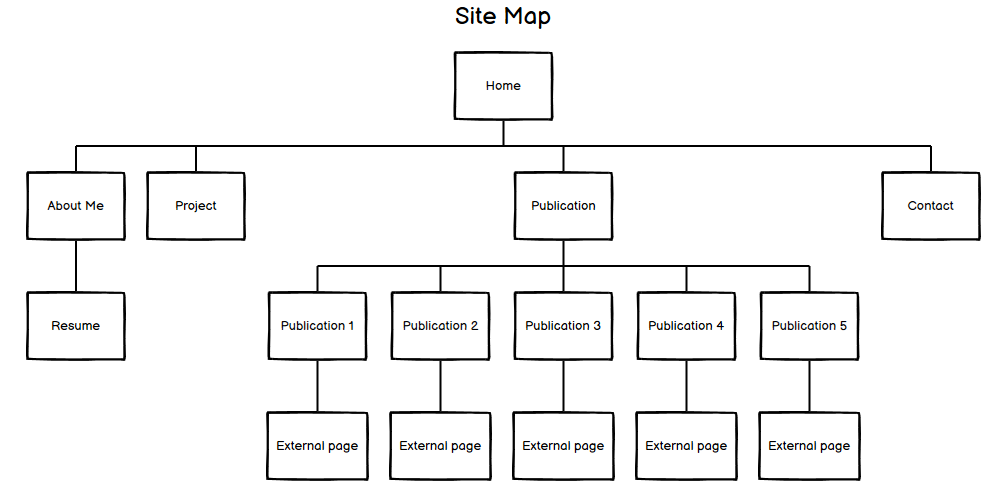 Site Map
Home
About Me
Project
Publication
Contact
Resume
Publication 1
Publication 2
Publication 3
Publication 4
Publication 5
External page
External page
External page
External page
External page